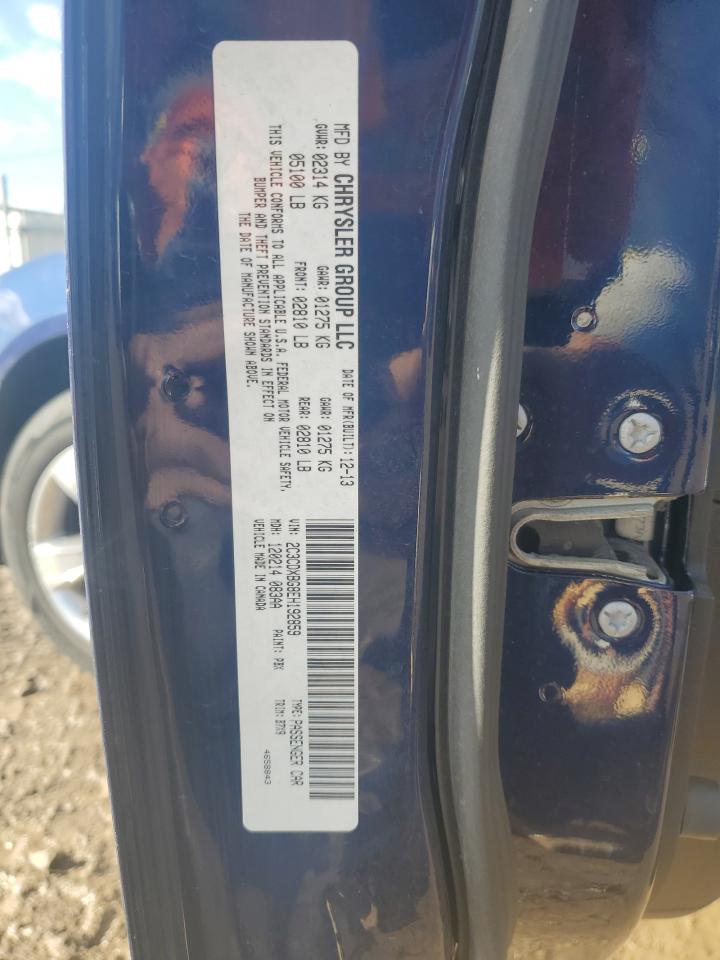 MFD BY CHRYSLER GROUP LLC DATE OF MFR(BUILT): 12-13
GVWR: 02314 KG GAWR: 01275 KG GAWR: 01275 KG
05100 LB FRONT: 02810 LB REAR: 02810 LB
THIS VEHICLE CONFORMS TO ALL APPLICABLE U.S.A. FEDERAL MOTOR VEHICLE SAFETY,
BUMPER AND THEFT PREVENTION STANDARDS IN EFFECT ON
THE DATE OF MANUFACTURE SHOWN ABOVE.
VIN: 2C3CDXBG8EH192859 TYPE: PASSENGER CAR
MDH: 120214 083AA PAINT: PBX TRIM: B7X9
VEHICLE MADE IN CANADA
4658843